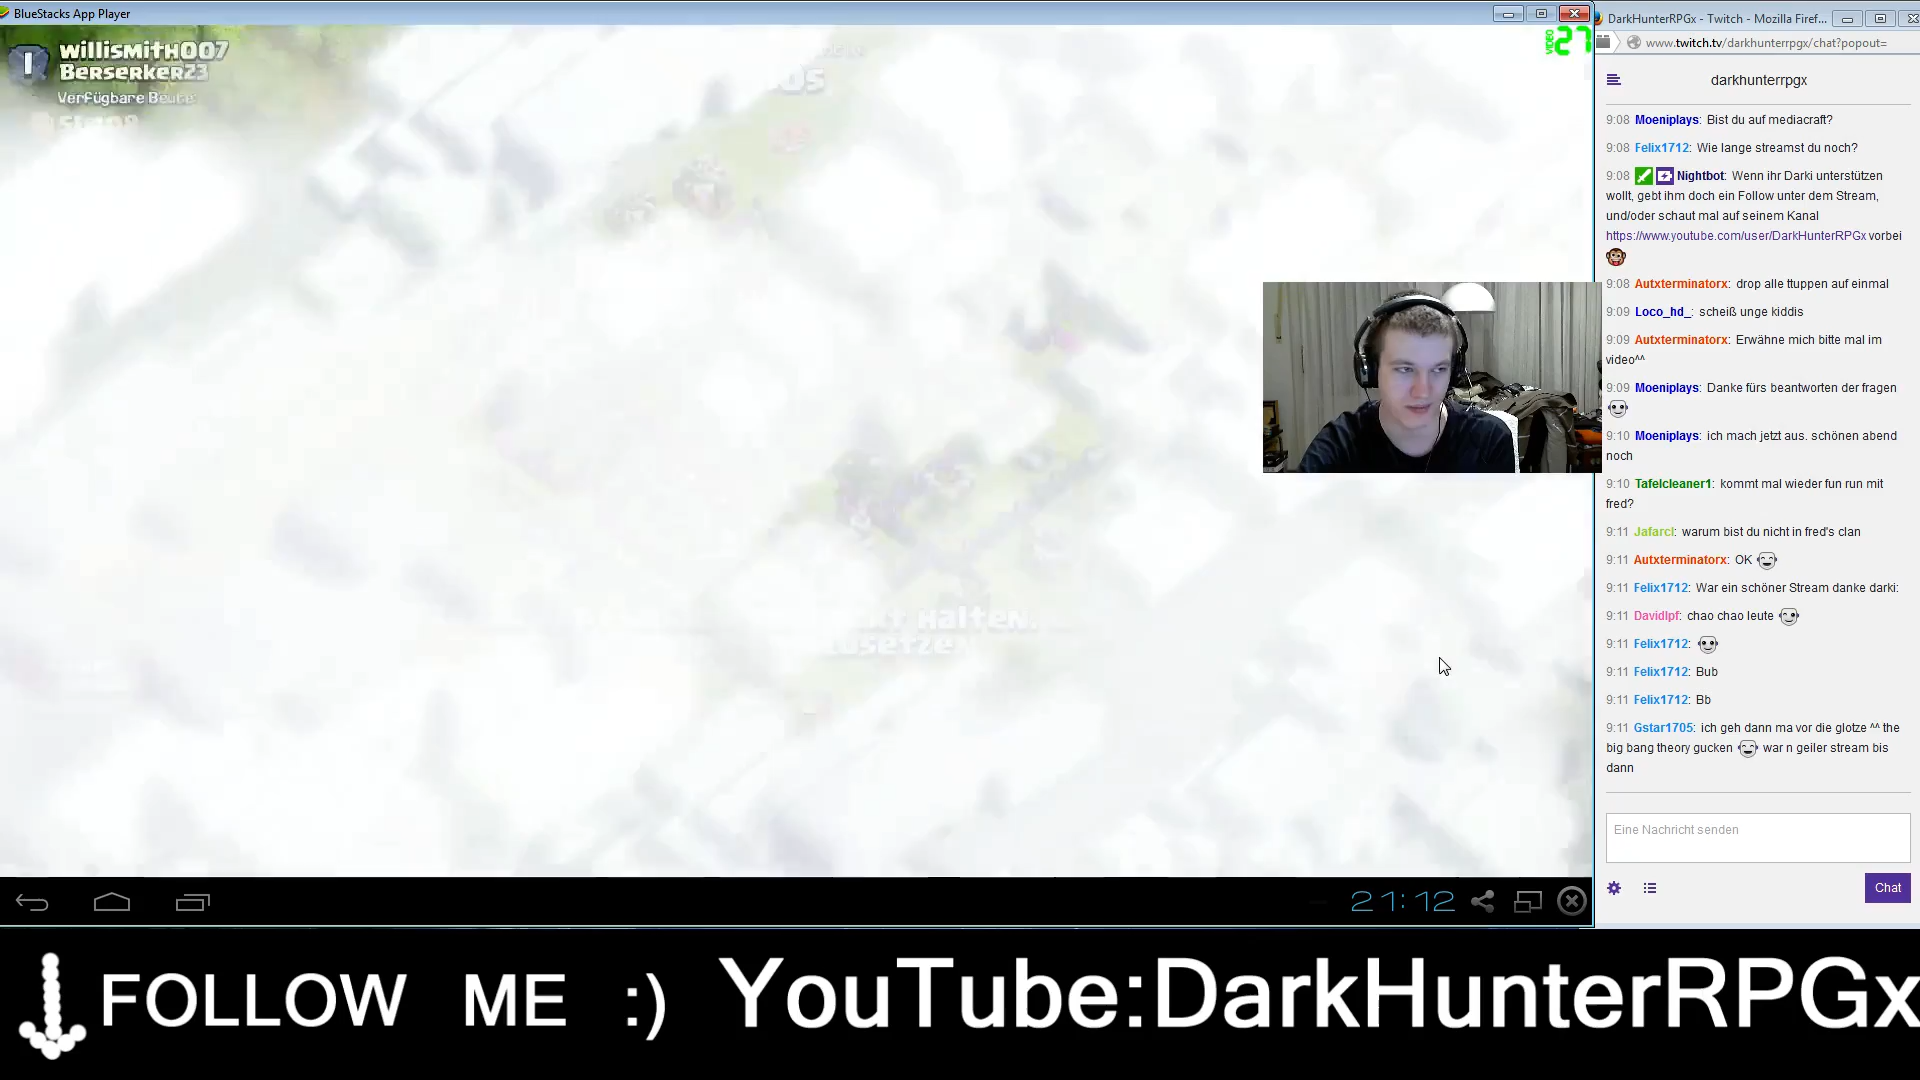 BlueStacks App Player
willismith007
Berserker23
Verfügbare Beute:
27
VIDEO
halten.
DarkHunterRPGx - Twitch - Mozilla Firef...
www.twitch.tv/darkhunterrpgx/chat?popout=
darkhunterrpgx
9:08 Moeniplays: Bist du auf mediacraft?
9:08 Felix1712: Wie lange streamst du noch?
9:08 Nightbot: Wenn ihr Darki unterstützen
wollt, gebt ihm doch ein Follow unter dem Stream,
und/oder schaut mal auf seinem Kanal
https://www.youtube.com/user/DarkHunterRPGx vorbei
9:08 Autxterminatorx: drop alle ttuppen auf einmal
9:09 Loco_hd_: scheiß unge kiddis
9:09 Autxterminatorx: Erwähne mich bitte mal im
video^^
9:09 Moeniplays: Danke fürs beantworten der fragen
9:10 Moeniplays: ich mach jetzt aus. schönen abend
noch
9:10 Tafelcleaner1: kommt mal wieder fun run mit
fred?
9:11 Jafarcl: warum bist du nicht in fred's clan
9:11 Autxterminatorx: OK
9:11 Felix1712: War ein schöner Stream danke darki:
9:11 Davidlpf: chao chao leute
9:11 Felix1712:
9:11 Felix1712: Bub
9:11 Felix1712: Bb
9:11 Gstar1705: ich geh dann ma vor die glotze ^^ the
big bang theory gucken war n geiler stream bis
dann
Eine Nachricht senden
Chat
21:12
FOLLOW ME :) YouTube:DarkHunterRPGx